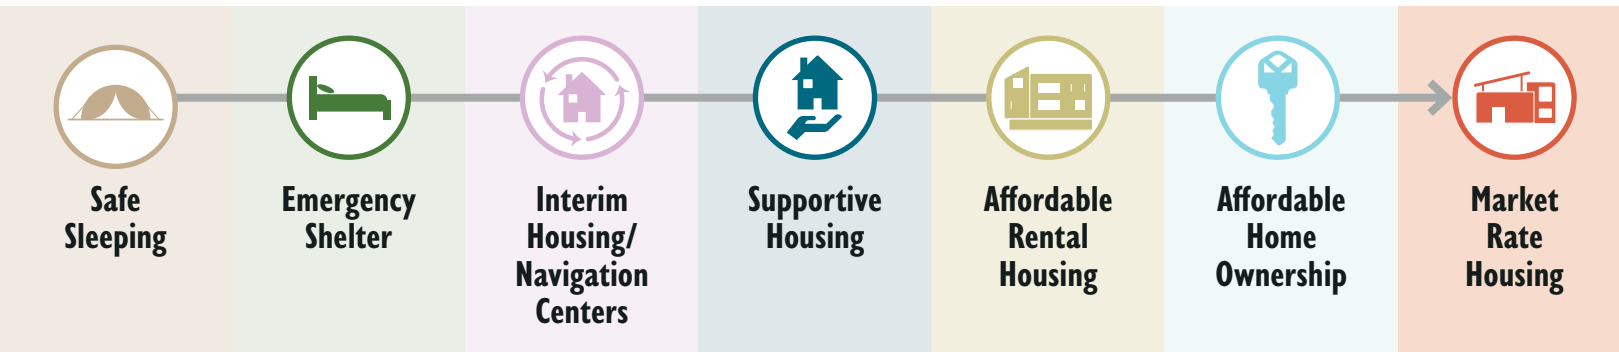 Safe
Sleeping
Emergency
Shelter
Interim
Housing/
Navigation
Centers
Supportive
Housing
Affordable
Rental
Housing
Affordable
Home
Ownership
Market
Rate
Housing